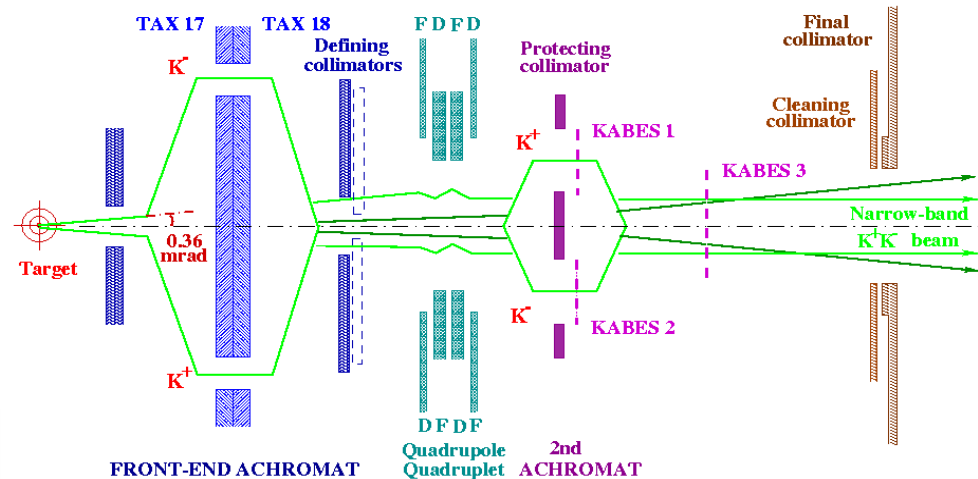 TAX 17 TAX 18
K-
Defining
collimators
F D F D
Protecting
collimator
Final
collimator
Cleaning
collimator
K+
KABES 1
KABES 3
0.36
mrad
Target
Narrow-band
K+K- beam
K-
KABES 2
K+
D F D F
Quadrupole
Quadruplet
2nd
ACHROMAT
FRONT-END ACHROMAT